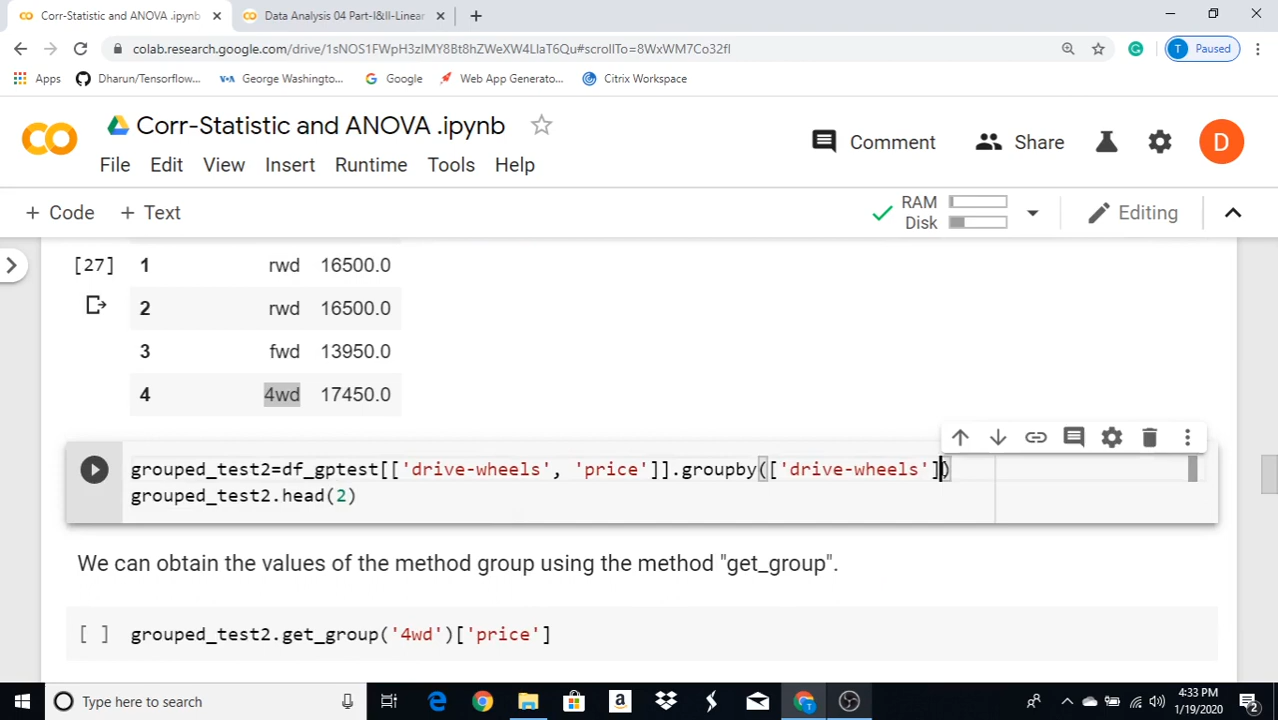 Corr-Statistic and ANOVA .ipynb
Data Analysis 04 Part-I&II-Linear
colab.research.google.com/drive/1sNOS1FWpH3zIMY8Bt8hZWeXW4LlaT6Qu#scrollTo=8WxWM7Co32fl
T Paused
Apps Dharun/Tensorflow... George Washington... Google Web App Generato... Citrix Workspace
Corr-Statistic and ANOVA .ipynb
Comment Share D
File Edit View Insert Runtime Tools Help
+ Code + Text
RAM
Disk
Editing
[27] 1 rwd 16500.0
2 rwd 16500.0
3 fwd 13950.0
4 4wd 17450.0
grouped_test2=df_gptest[['drive-wheels', 'price']].groupby(['drive-wheels'])
grouped_test2.head(2)
We can obtain the values of the method group using the method "get_group".
[ ] grouped_test2.get_group('4wd')['price']
Type here to search
4:33 PM
1/19/2020
2